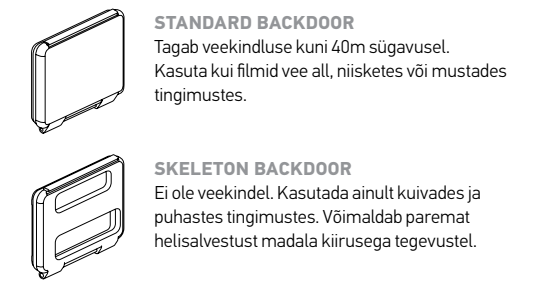 STANDARD BACKDOOR
Tagab veekindluse kuni 40m sügavusel.
Kasuta kui filmid vee all, niisketes või mustades
tingimustes.
SKELETON BACKDOOR
Ei ole veekindel. Kasutada ainult kuivades ja
puhastes tingimustes. Võimaldab paremat
helisalvestust madala kiirusega tegevustel.